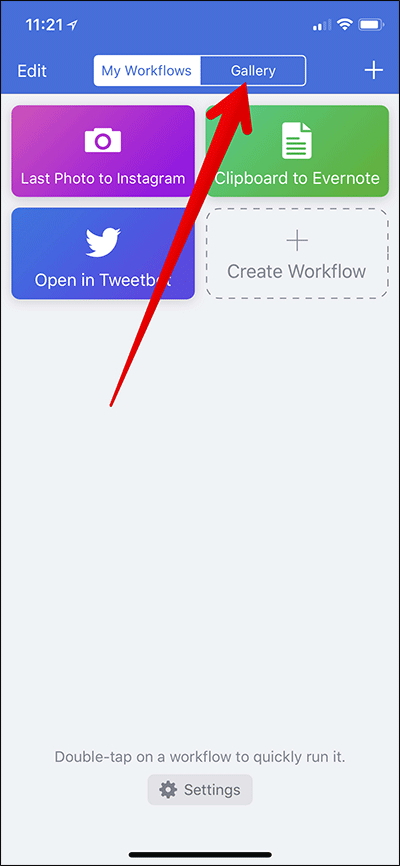 11:21
Edit My Workflows Gallery +
Last Photo to Instagram Clipboard to Evernote
Open in Tweetbot Create Workflow
Double-tap on a workflow to quickly run it.
Settings